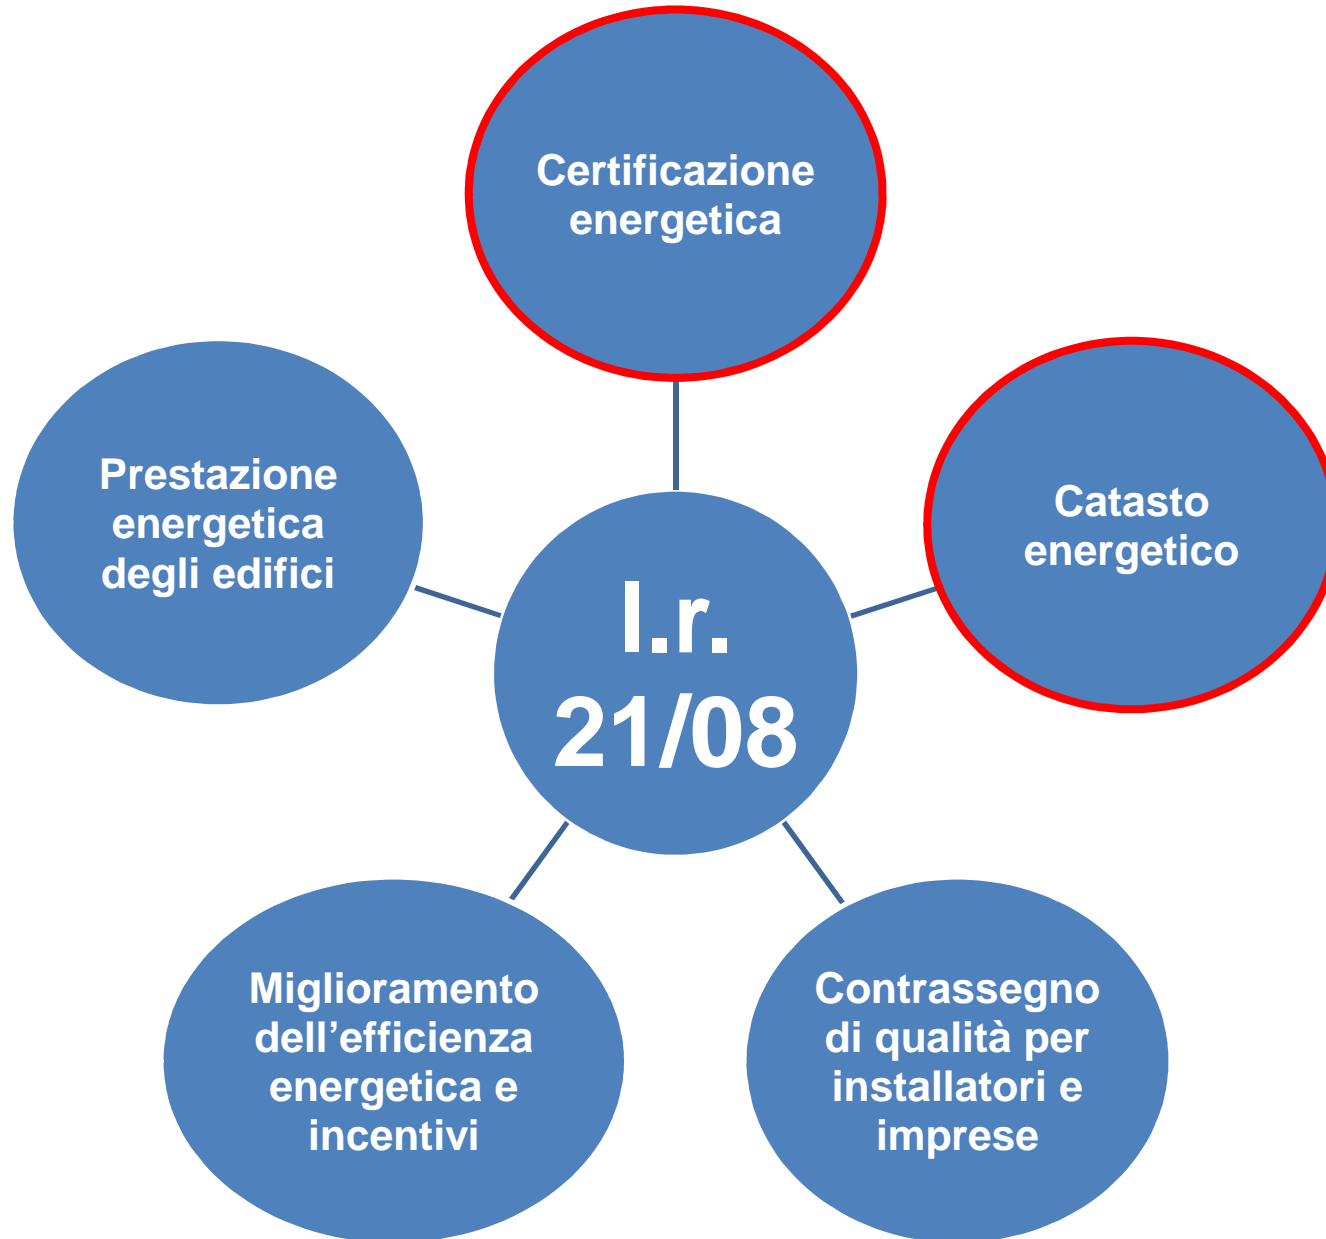 Certificazione
energetica
Prestazione
energetica
degli edifici
Catasto
energetico
l.r.
21/08
Miglioramento
dell’efficienza
energetica e
incentivi
Contrassegno
di qualità per
installatori e
imprese